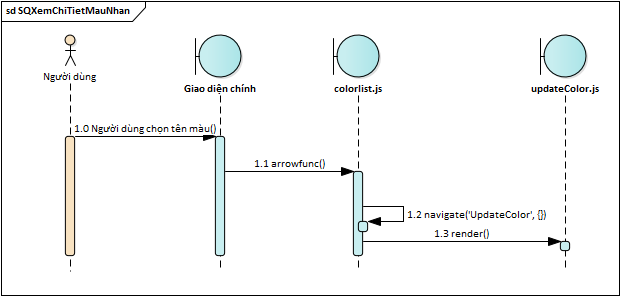 sd SQXemChiTietMauNhan
Người dùng
Giao diện chính
colorlist.js
updateColor.js
1.0 Người dùng chọn tên màu()
1.1 arrowfunc()
1.2 navigate('UpdateColor', {})
1.3 render()